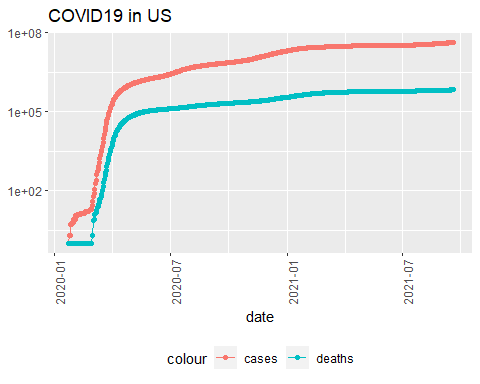 COVID19 in US
1e+08
1e+05
1e+02
2020-01
2020-07
2021-01
2021-07
date
colour cases deaths